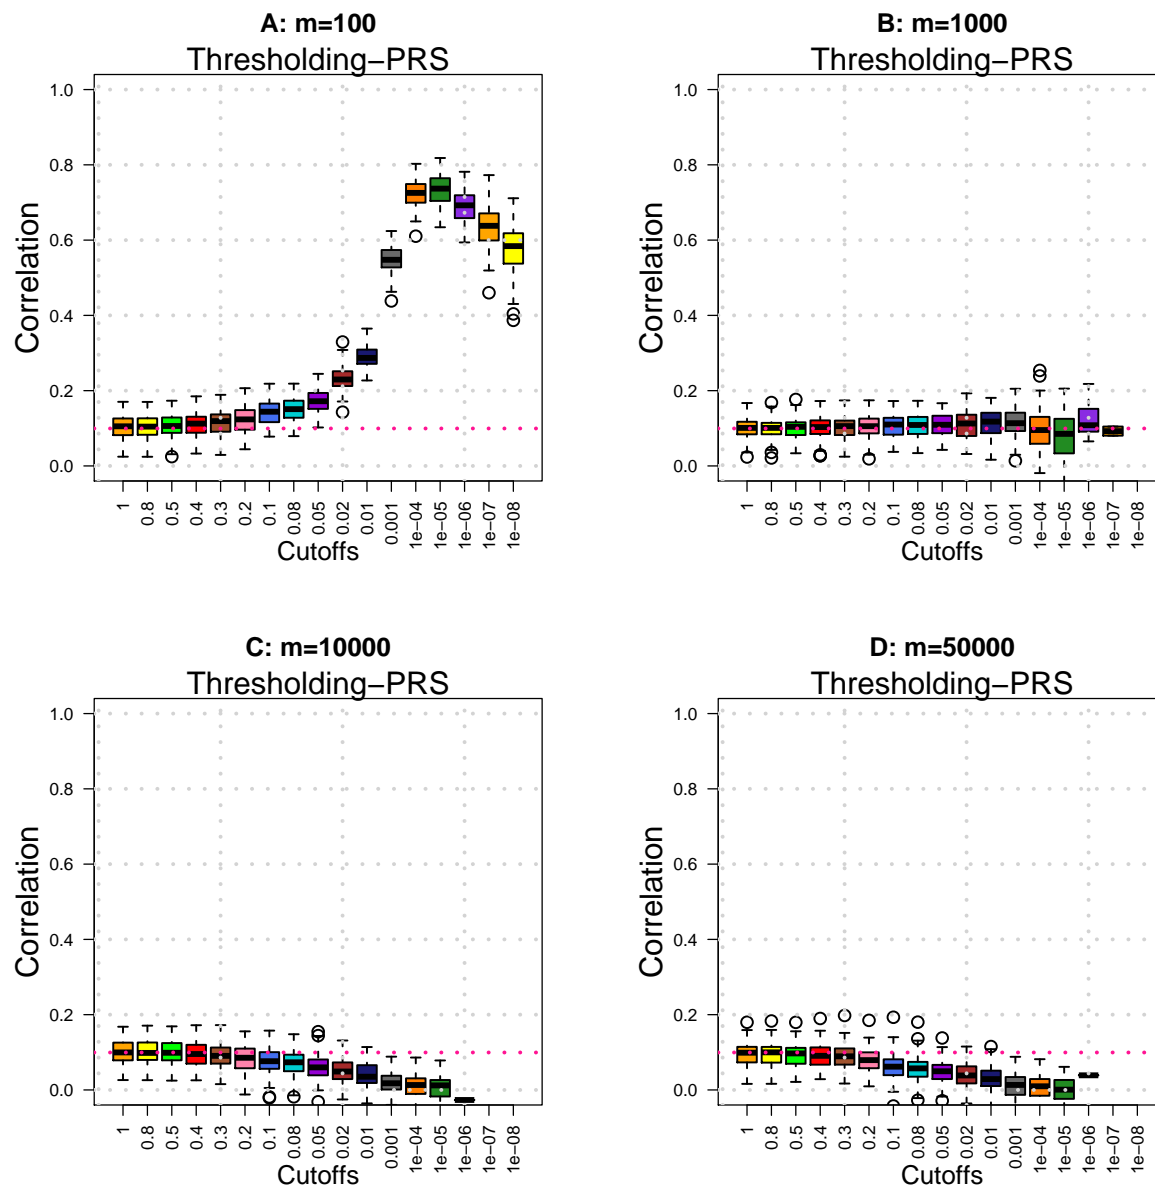 A: m=100
Thresholding−PRS
Correlation
1.0
0.8
0.6
0.4
0.2
0.0
1
0.8
0.5
0.4
0.3
0.2
0.1
0.08
0.05
0.02
0.01
0.001
1e−04
1e−05
1e−06
1e−07
1e−08
Cutoffs
B: m=1000
Thresholding−PRS
Correlation
1.0
0.8
0.6
0.4
0.2
0.0
1
0.8
0.5
0.4
0.3
0.2
0.1
0.08
0.05
0.02
0.01
0.001
1e−04
1e−05
1e−06
1e−07
1e−08
Cutoffs
C: m=10000
Thresholding−PRS
Correlation
1.0
0.8
0.6
0.4
0.2
0.0
1
0.8
0.5
0.4
0.3
0.2
0.1
0.08
0.05
0.02
0.01
0.001
1e−04
1e−05
1e−06
1e−07
1e−08
Cutoffs
D: m=50000
Thresholding−PRS
Correlation
1.0
0.8
0.6
0.4
0.2
0.0
1
0.8
0.5
0.4
0.3
0.2
0.1
0.08
0.05
0.02
0.01
0.001
1e−04
1e−05
1e−06
1e−07
1e−08
Cutoffs